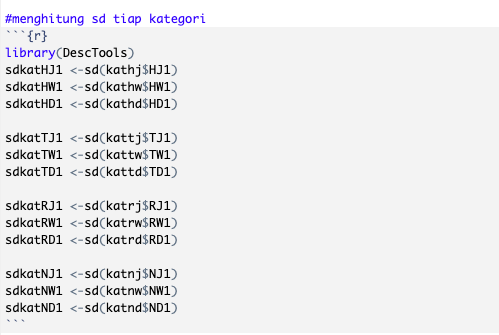 #menghitung sd tiap kategori
```{r}
library(DescTools)
sdkatHJ1 <-sd(kathj$HJ1)
sdkatHW1 <-sd(kathw$HW1)
sdkatHD1 <-sd(kathd$HD1)

sdkatTJ1 <-sd(kattj$TJ1)
sdkatTW1 <-sd(kattw$TW1)
sdkatTD1 <-sd(kattd$TD1)

sdkatRJ1 <-sd(katrj$RJ1)
sdkatRW1 <-sd(katrw$RW1)
sdkatRD1 <-sd(katrd$RD1)

sdkatNJ1 <-sd(katnj$NJ1)
sdkatNW1 <-sd(katnw$NW1)
sdkatND1 <-sd(katnd$ND1)
```